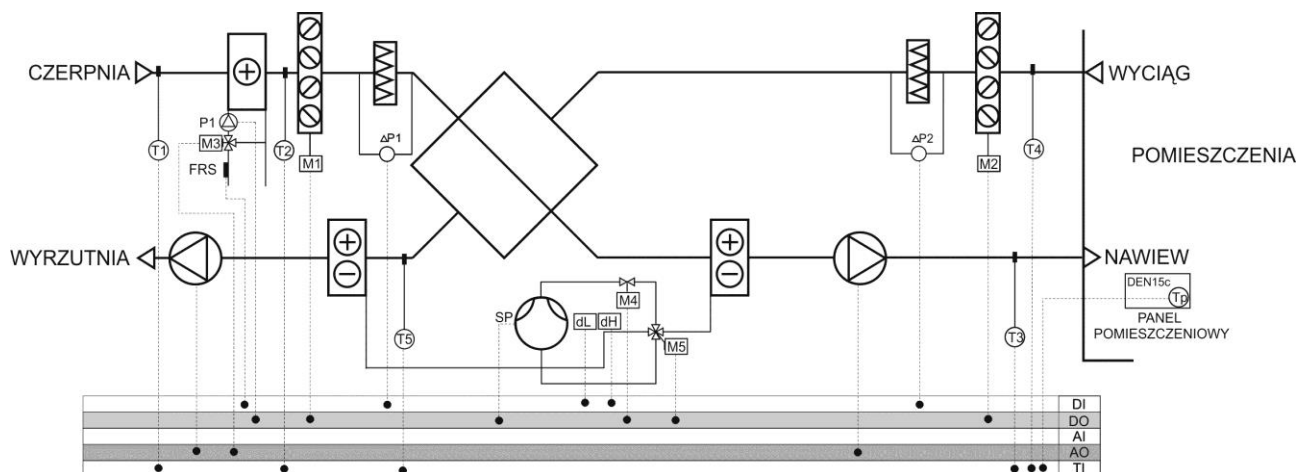 CZERPNIA
WYCIĄG
P1
M3
T1
T2
M1
ΔP1
ΔP2
M2
T4
FRS
POMIESZCZENIA
WYRZUTNIA
NAWIEW
DEN15c
Tp
PANEL
POMIESZCZENIOWY
SP
M4
dL
dH
M5
T5
T3
DI
DO
AI
AO
TI